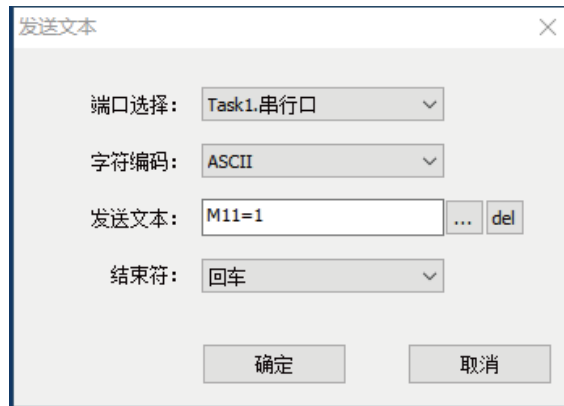 发送文本
端口选择： Task1.串行口
字符编码： ASCII
发送文本： M11=1 ... del
结束符： 回车
确定 取消